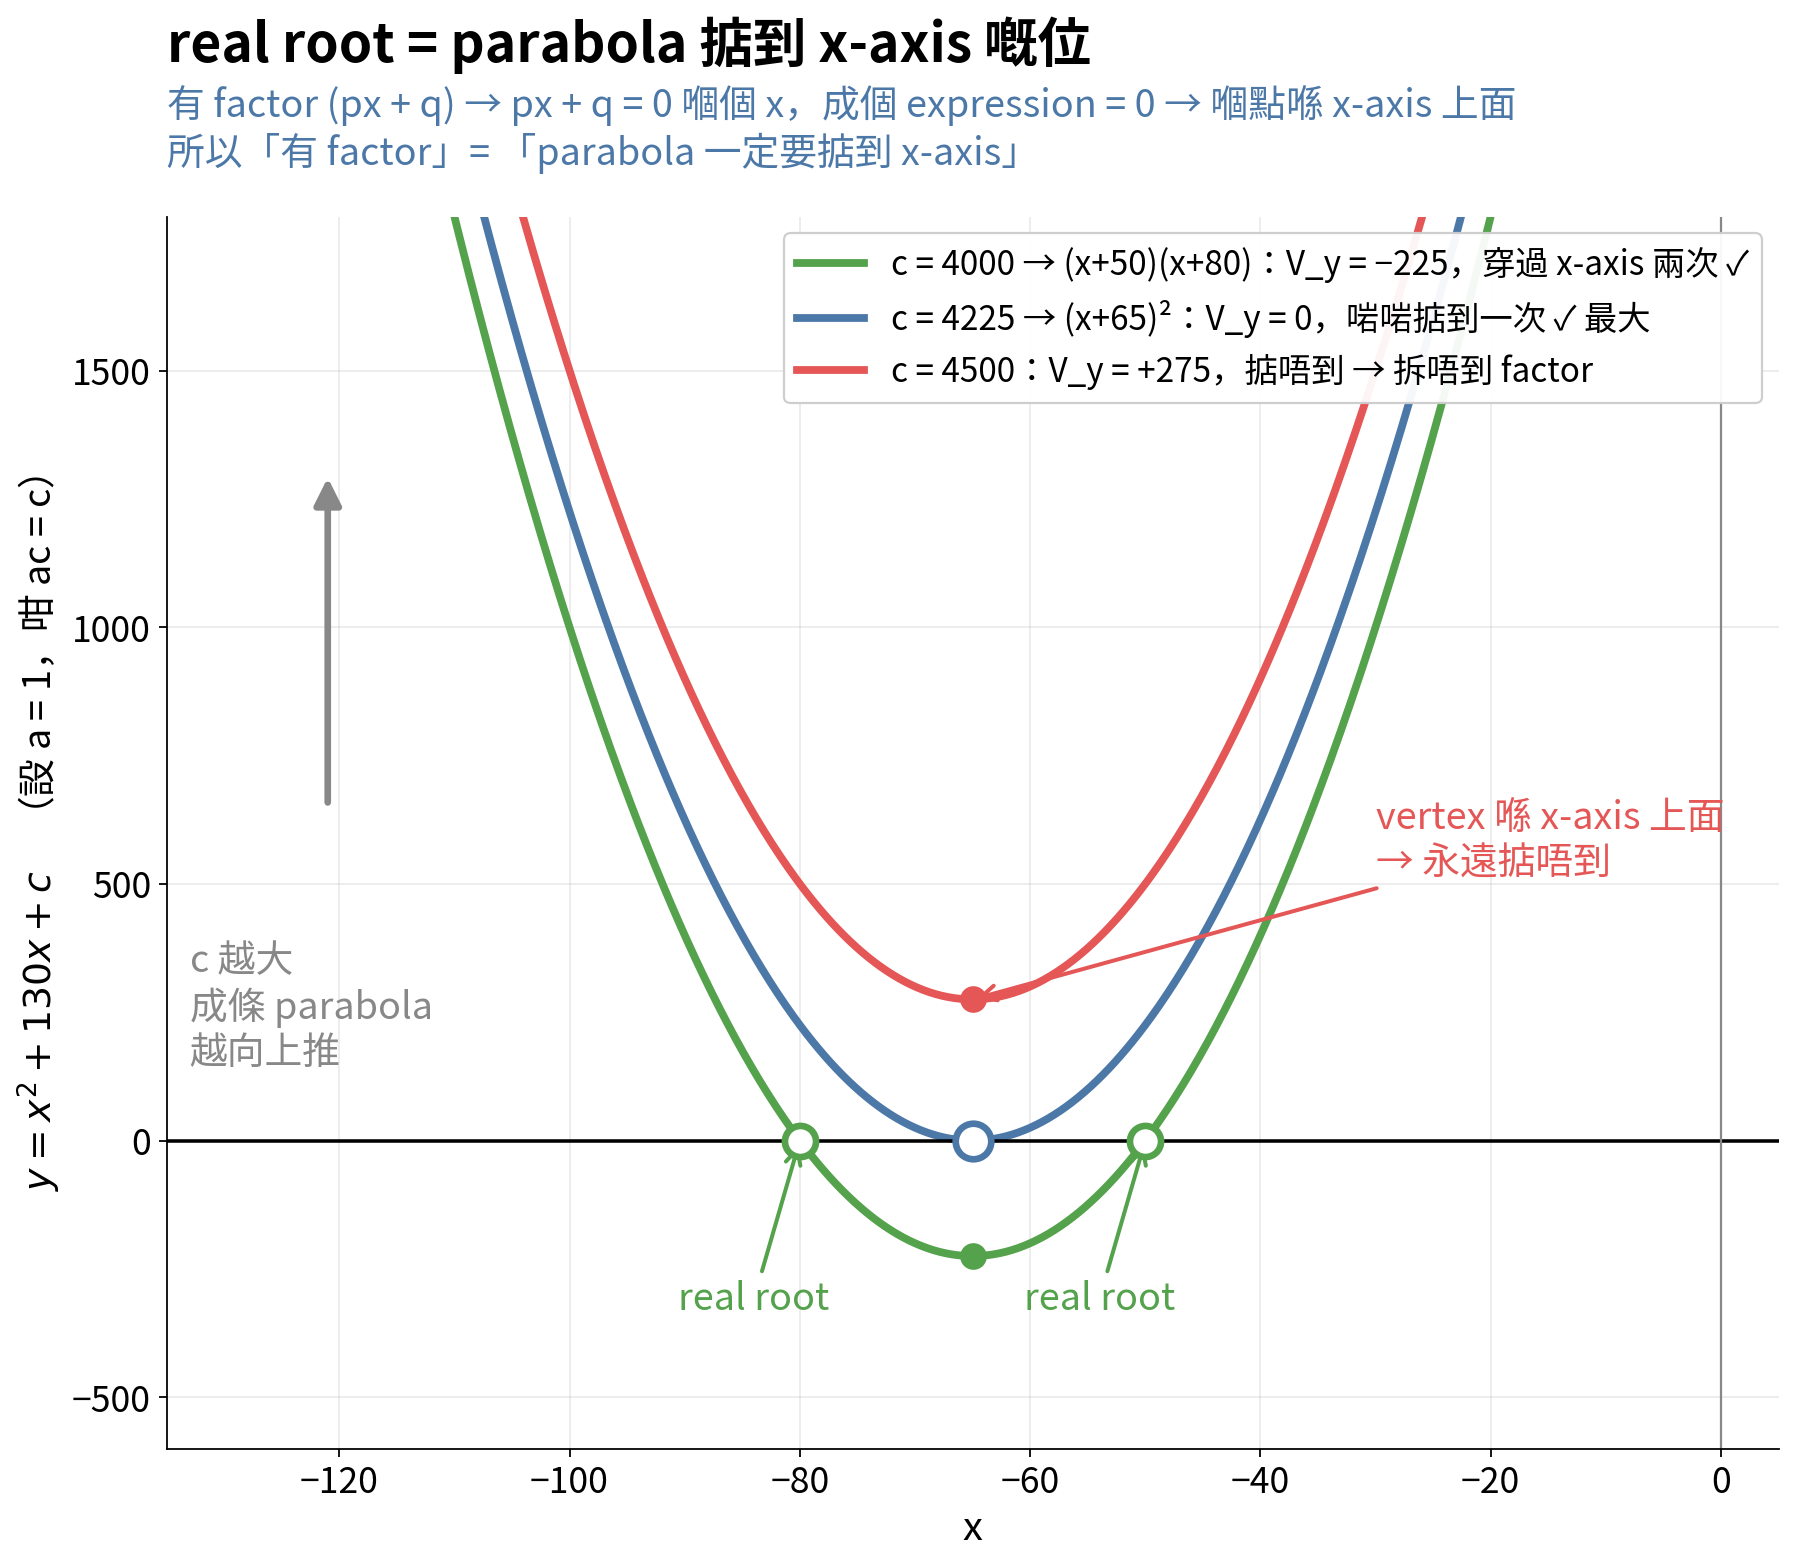 real root = parabola 掂到 x-axis 嘅位
有 factor (px + q) → px + q = 0 嗰個 x，成個 expression = 0 → 嗰點喺 x-axis 上面
所以「有 factor」=「parabola 一定要掂到 x-axis」
c = 4000 → (x+50)(x+80)：V_y = −225，穿過 x-axis 兩次 ✓
c = 4225 → (x+65)²：V_y = 0，啱啱掂到一次 ✓ 最大
c = 4500：V_y = +275，掂唔到 → 拆唔到 factor
y = x² + 130x + c （設 a = 1，咁 ac = c）
1500
1000
500
0
−500
vertex 喺 x-axis 上面
→ 永遠掂唔到
c 越大
成條 parabola
越向上推
real root
real root
−120
−100
−80
−60
−40
−20
0
x